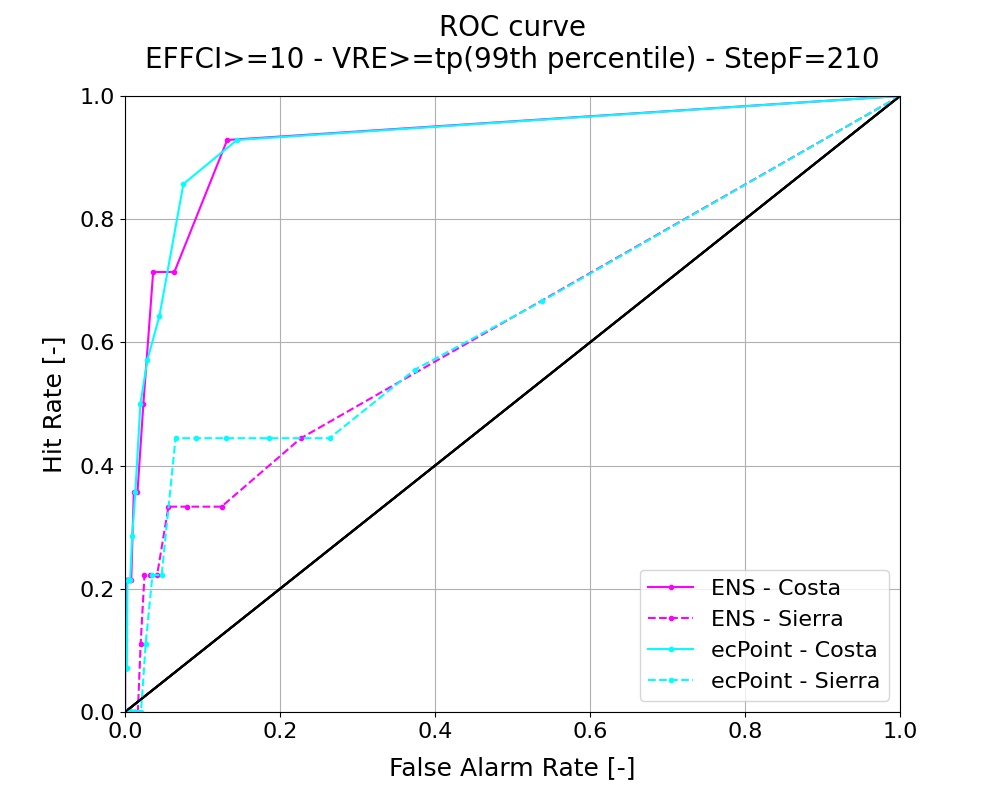 ROC curve
EFFCI>=10 - VRE>=tp(99th percentile) - StepF=210
1.0
0.8
0.6
0.4
0.2
0.0
Hit Rate [-]
ENS - Costa
ENS - Sierra
ecPoint - Costa
ecPoint - Sierra
0.0 0.2 0.4 0.6 0.8 1.0
False Alarm Rate [-]